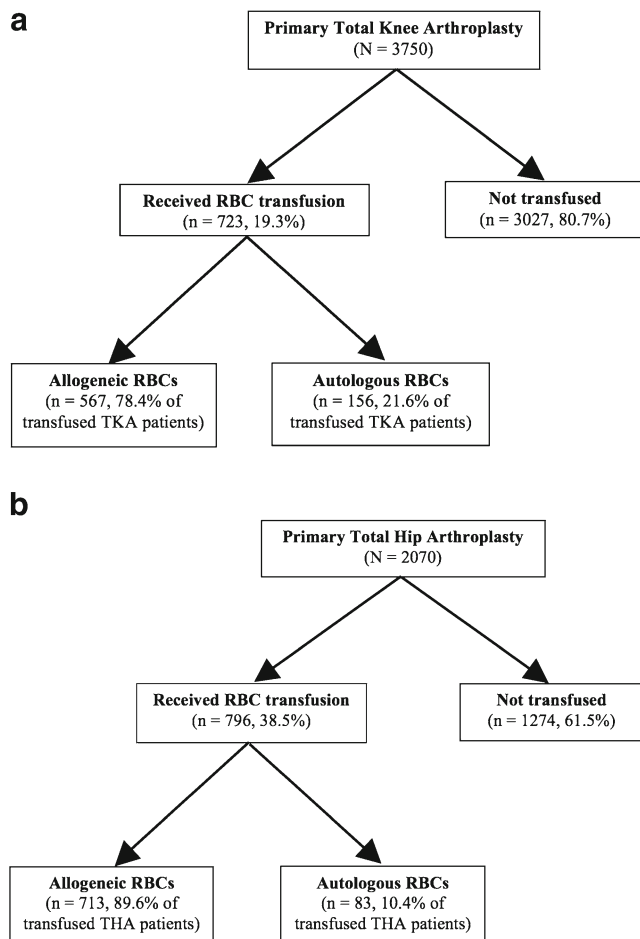 a
Primary Total Knee Arthroplasty
(N = 3750)
Received RBC transfusion
(n = 723, 19.3%)
Not transfused
(n = 3027, 80.7%)
Allogeneic RBCs
(n = 567, 78.4% of
transfused TKA patients)
Autologous RBCs
(n = 156, 21.6% of
transfused TKA patients)
b
Primary Total Hip Arthroplasty
(N = 2070)
Received RBC transfusion
(n = 796, 38.5%)
Not transfused
(n = 1274, 61.5%)
Allogeneic RBCs
(n = 713, 89.6% of
transfused THA patients)
Autologous RBCs
(n = 83, 10.4% of
transfused THA patients)